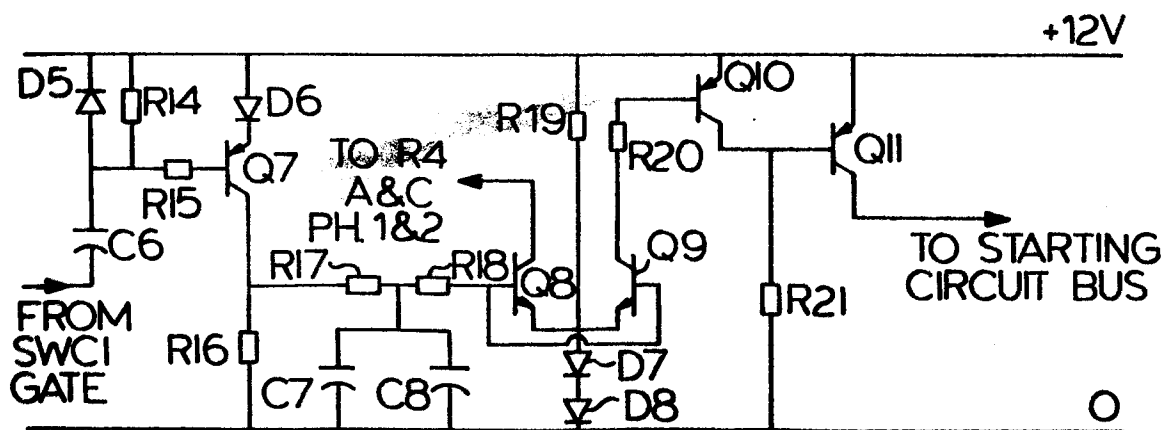 +12V
D5
R14
D6
R19
Q10
R20
Q11
TO R4
A&C
PH. 1&2
Q7
R15
C6
Q9
TO STARTING
CIRCUIT BUS
R17
R18
Q8
R21
FROM
SWC1
GATE
R16
C7
C8
D7
D8
O